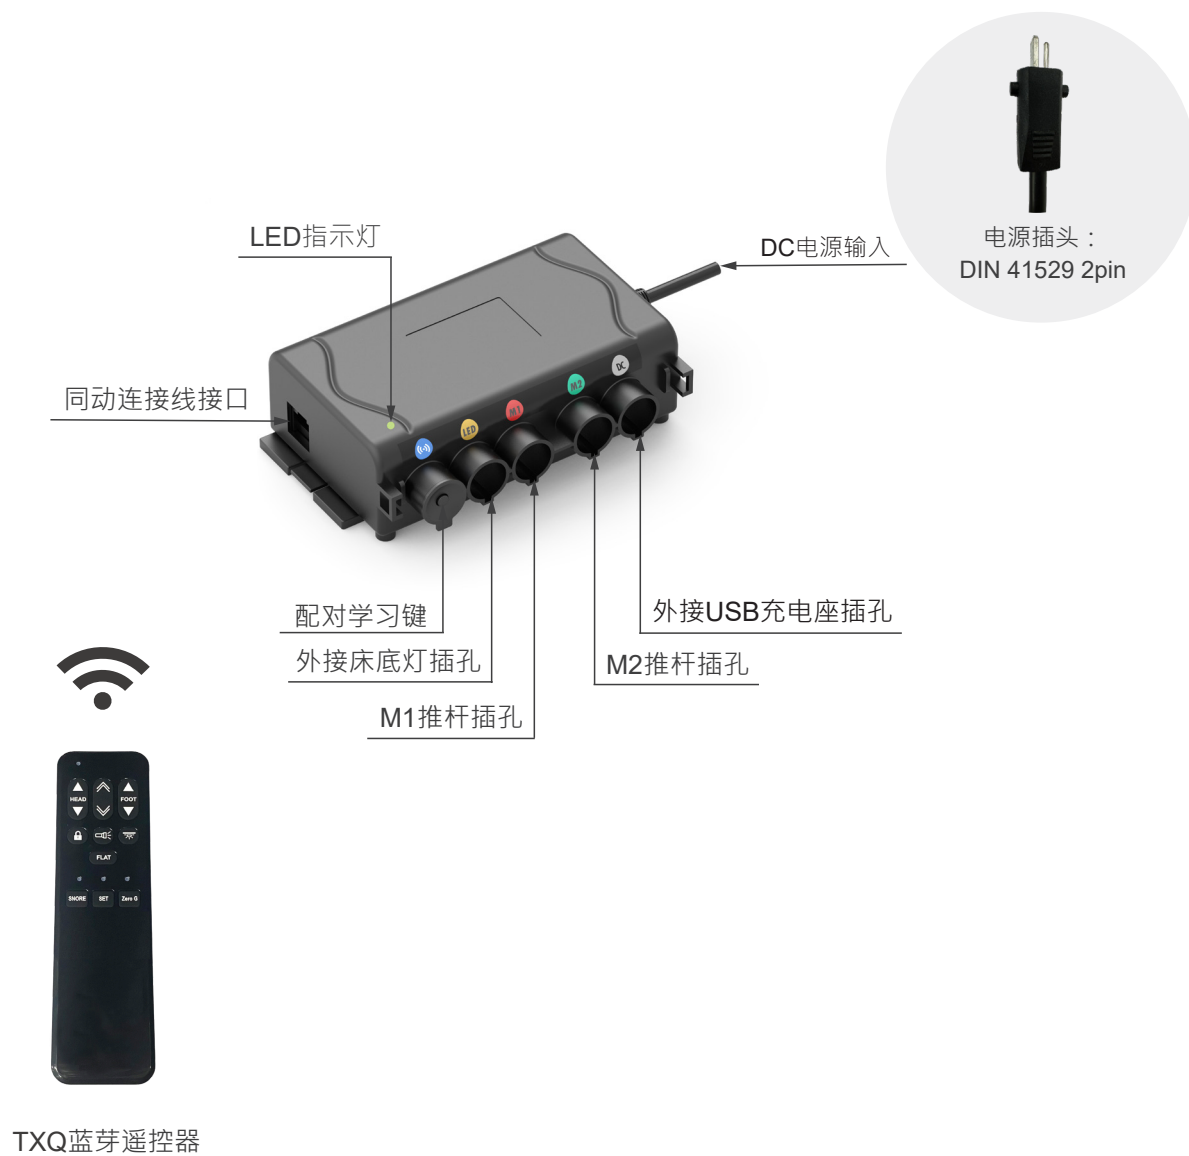 电源插头：
DIN 41529 2pin
LED指示灯
DC电源输入
同动连接线接口
DC
M2
M1
LED
配对学习键
外接USB充电座插孔
外接床底灯插孔
M2推杆插孔
M1推杆插孔
HEAD
FOOT
FLAT
SNORE SET Zero G
TXQ蓝芽遥控器